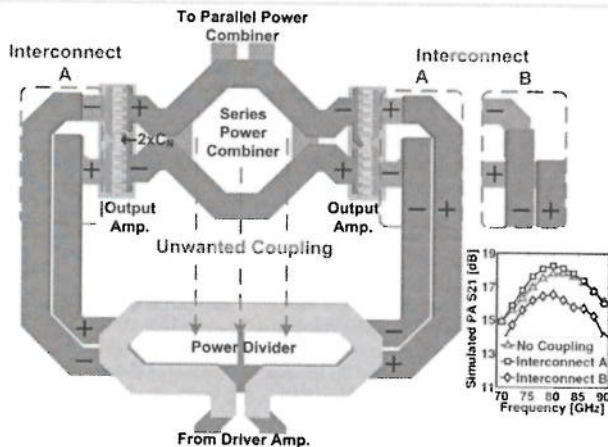 To Parallel Power
Combiner
Interconnect
A
Interconnect
A
B
−
+
+
−
+
−
−
+
←2xCN
Series
Power
Combiner
Output
Amp.
Output
Amp.
Unwanted Coupling
−
+
−
+
−
+
+
−
−
+
Power Divider
From Driver Amp.
Simulated PA S21 [dB]
19
17
15
13
11
No Coupling
Interconnect A
Interconnect B
70
75
80
85
90
Frequency [GHz]